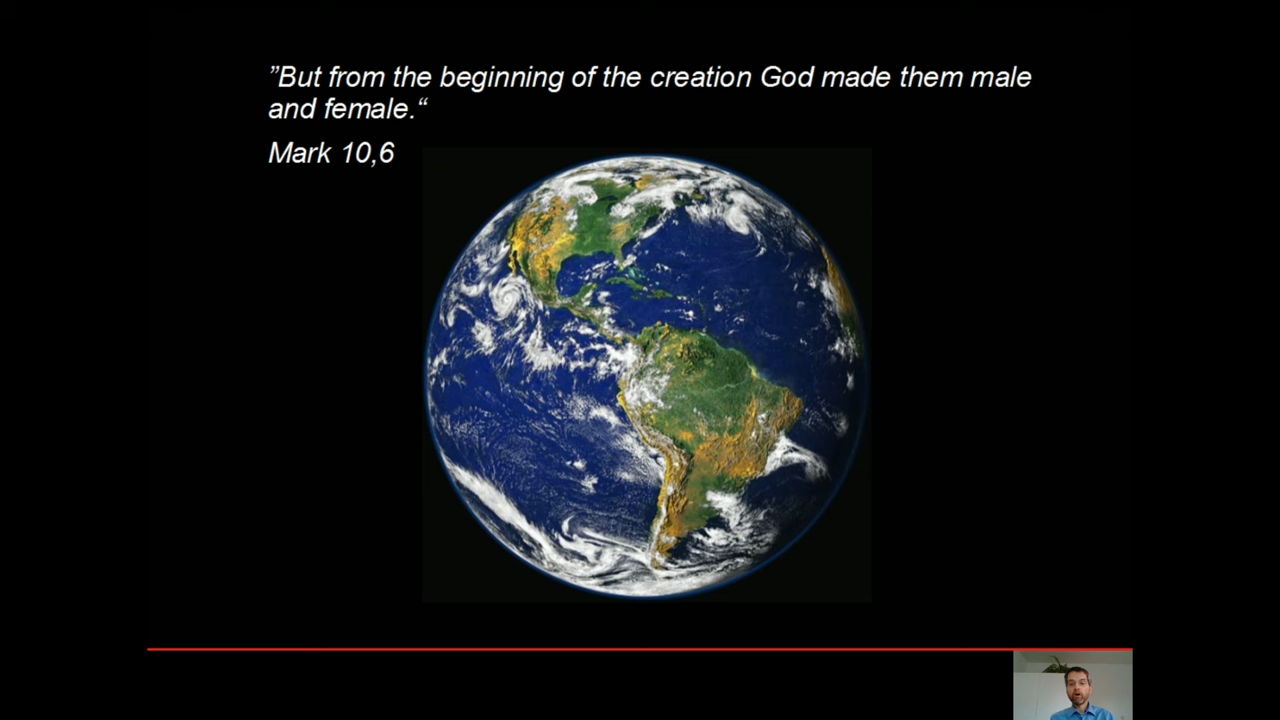 ”But from the beginning of the creation God made them male
and female.“
Mark 10,6